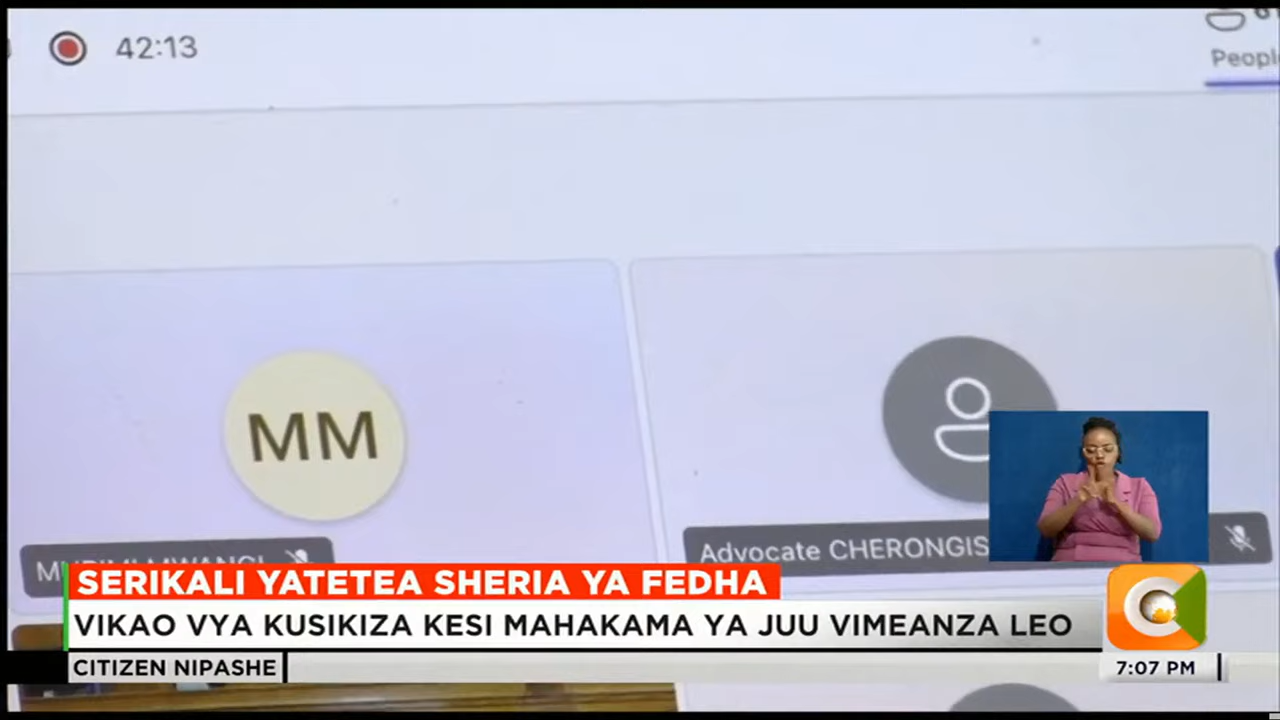 42:13
MM
Advocate CHERONGIS
SERIKALI YATETEA SHERIA YA FEDHA
VIKAO VYA KUSIKIZA KESI MAHAKAMA YA JUU VIMEANZA LEO
CITIZEN NIPASHE
7:07 PM